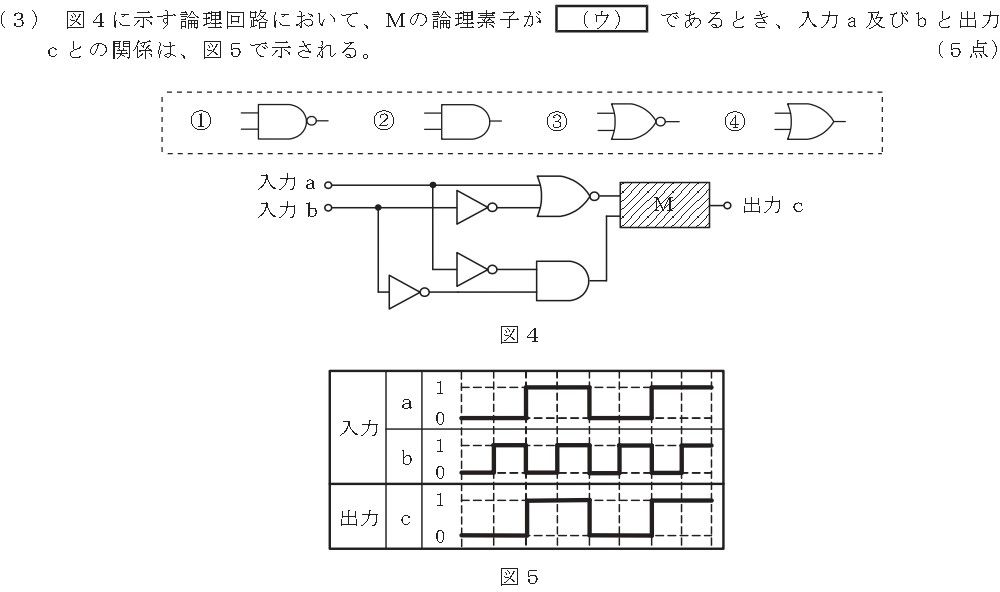 (3) 図4に示す論理回路において、Mの論理素子が (ウ) であるとき、入力a及びbと出力
cとの関係は、図5で示される。 (5点)
① ② ③ ④
入力 a
入力 b
M 出力 c
図4
入力 a 1
0
b 1
0
出力 c 1
0
図5